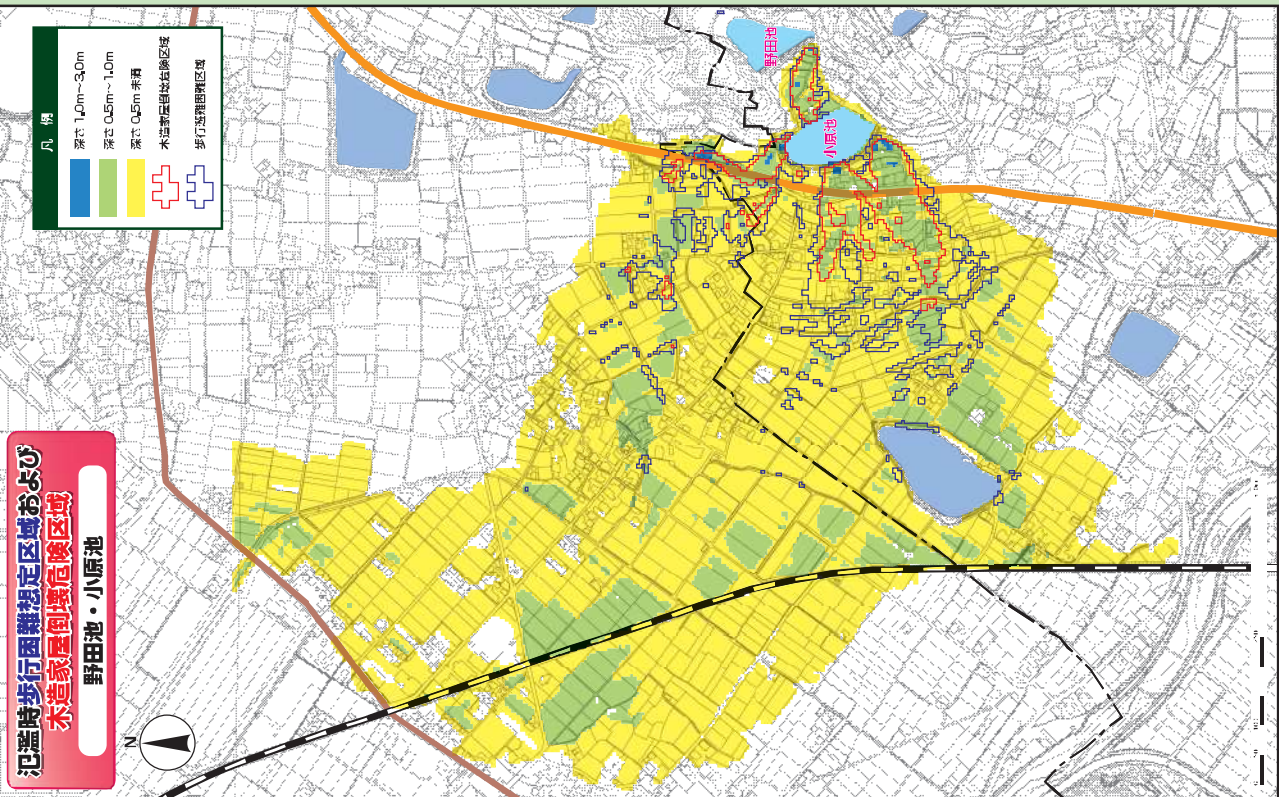 氾濫時歩行困難想定区域および
木造家屋倒壊危険区域
野田池・小原池
凡例
深さ 1.0m～3.0m
深さ 0.5m～1.0m
深さ 0.5m 未満
木造家屋倒壊危険区域
歩行避難困難区域
野田池
小原池
N